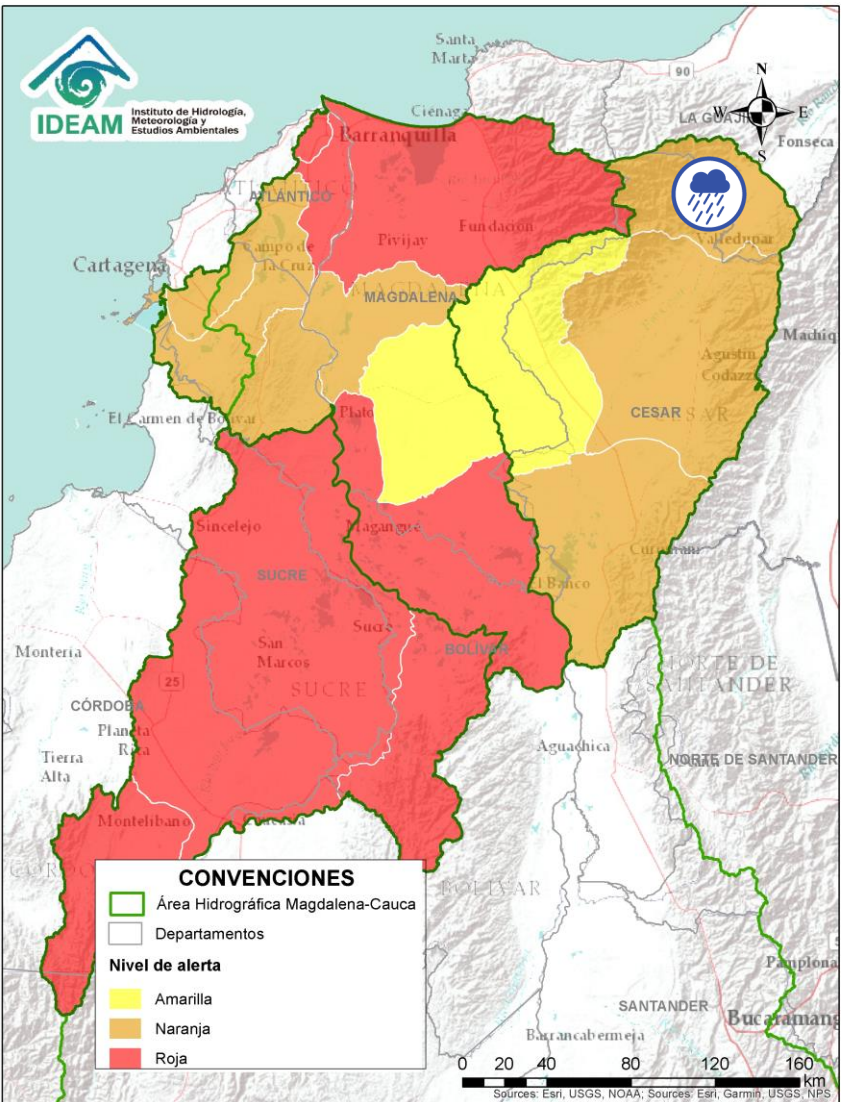 IDEAM
Instituto de Hidrología,
Meteorología y
Estudios Ambientales
Santa
Marta
90
N
W
E
S
LA GUAJIRA
Ciénaga
Fonseca
Barranquilla
ATLÁNTICO
Valledupar
Campo de
la Cruz
Pivijay
Fundación
Cartagena
MAGDALENA
MAGDALENA
Agustín
Codazzi
El Carmen de Bolívar
Plato
CESAR
CESAR
Sincelejo
Magangué
SUCRE
El Banco
Sucre
Montería
San
Marcos
BOLÍVAR
SUCRE
25
NORTE DE
SANTANDER
CÓRDOBA
Planeta
Rica
Tierra
Alta
Aguachica
NORTE DE SANTANDER
Montelíbano
BOLÍVAR
CONVENCIONES
Área Hidrográfica Magdalena-Cauca
Departamentos
Nivel de alerta
Amarilla
Naranja
Roja
Pamplona
SANTANDER
Bucaramang
Barrancabermeja
0 20 40 80 120 160
km
Sources: Esri, USGS, NOAA; Sources: Esri, Garmin, USGS, NPS